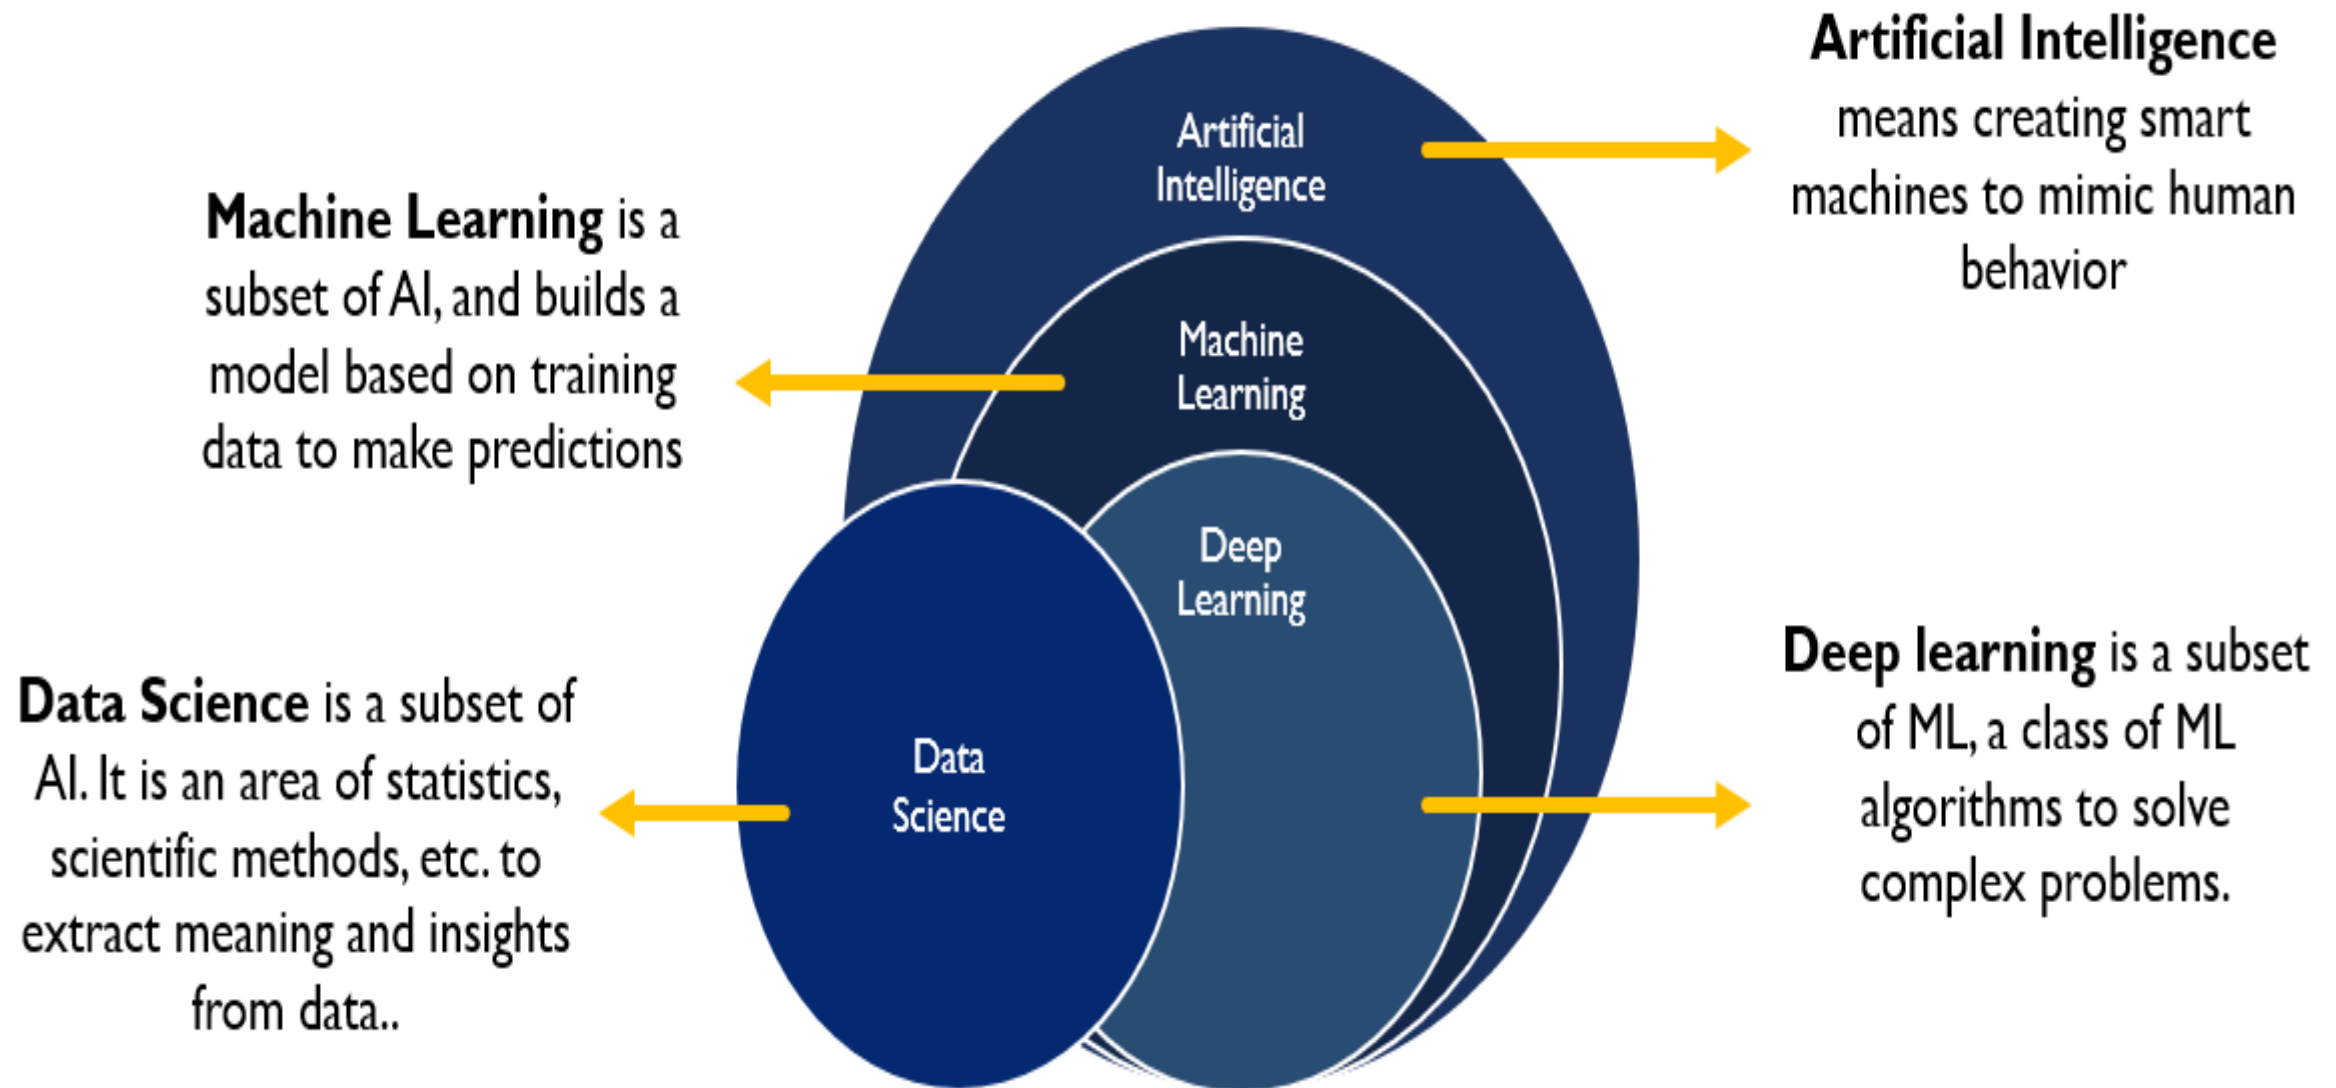 Artificial Intelligence
means creating smart
machines to mimic human
behavior
Artificial
Intelligence
Machine Learning is a
subset of AI, and builds a
model based on training
data to make predictions
Machine
Learning
Deep
Learning
Deep learning is a subset
of ML, a class of ML
algorithms to solve
complex problems.
Data Science is a subset of
AI. It is an area of statistics,
scientific methods, etc. to
extract meaning and insights
from data..
Data
Science